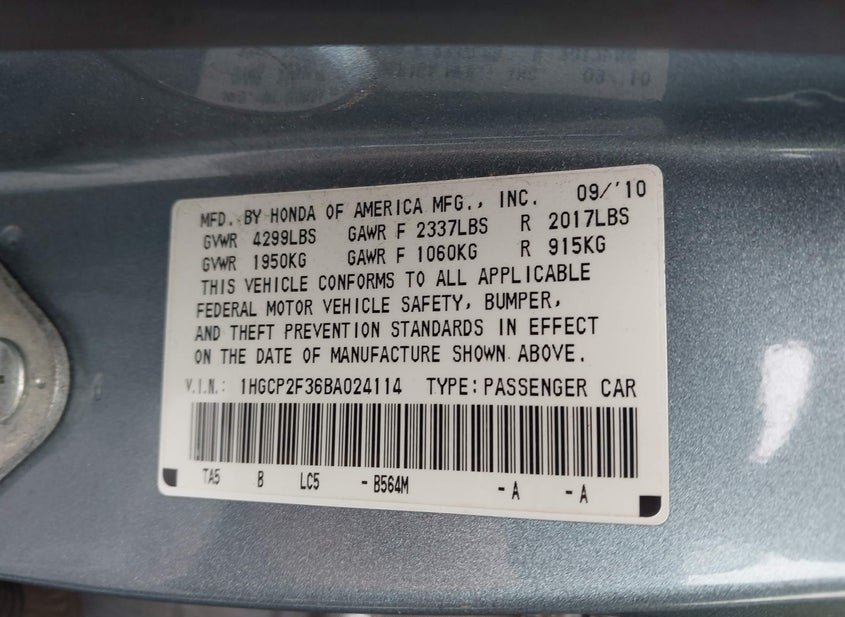 MFD. BY HONDA OF AMERICA MFG., INC. 09/'10
GVWR 4299LBS GAWR F 2337LBS R 2017LBS
GVWR 1950KG GAWR F 1060KG R 915KG
THIS VEHICLE CONFORMS TO ALL APPLICABLE
FEDERAL MOTOR VEHICLE SAFETY, BUMPER,
AND THEFT PREVENTION STANDARDS IN EFFECT
ON THE DATE OF MANUFACTURE SHOWN ABOVE.
V.I.N.: 1HGCP2F36BA024114 TYPE: PASSENGER CAR
TA5 B LC5 - B564M - A - A